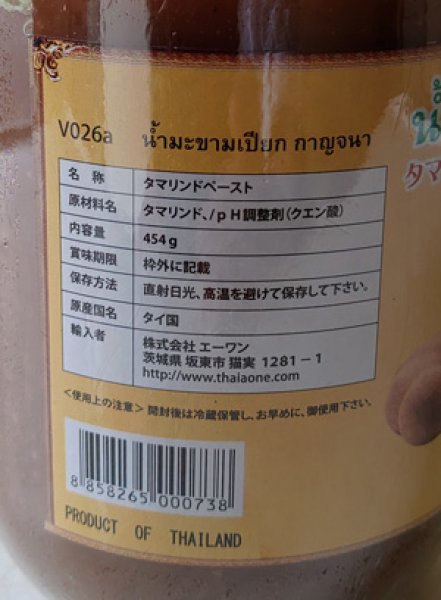 V026a น้ำมะขามเปียก กาญจนา
名 称 タマリンドペースト
原材料名 タマリンド、/pH調整剤(クエン酸)
内容量 454g
賞味期限 枠外に記載
保存方法 直射日光、高温を避けて保存して下さい。
原産国名 タイ国
輸入者 株式会社 エーワン
茨城県 坂東市 猫実 1281-1
http://www.thaiaone.com
<使用上の注意> 開封後は冷蔵保管し、お早めに、御使用下さい。
8 858265 000738
PRODUCT OF THAILAND
タマ